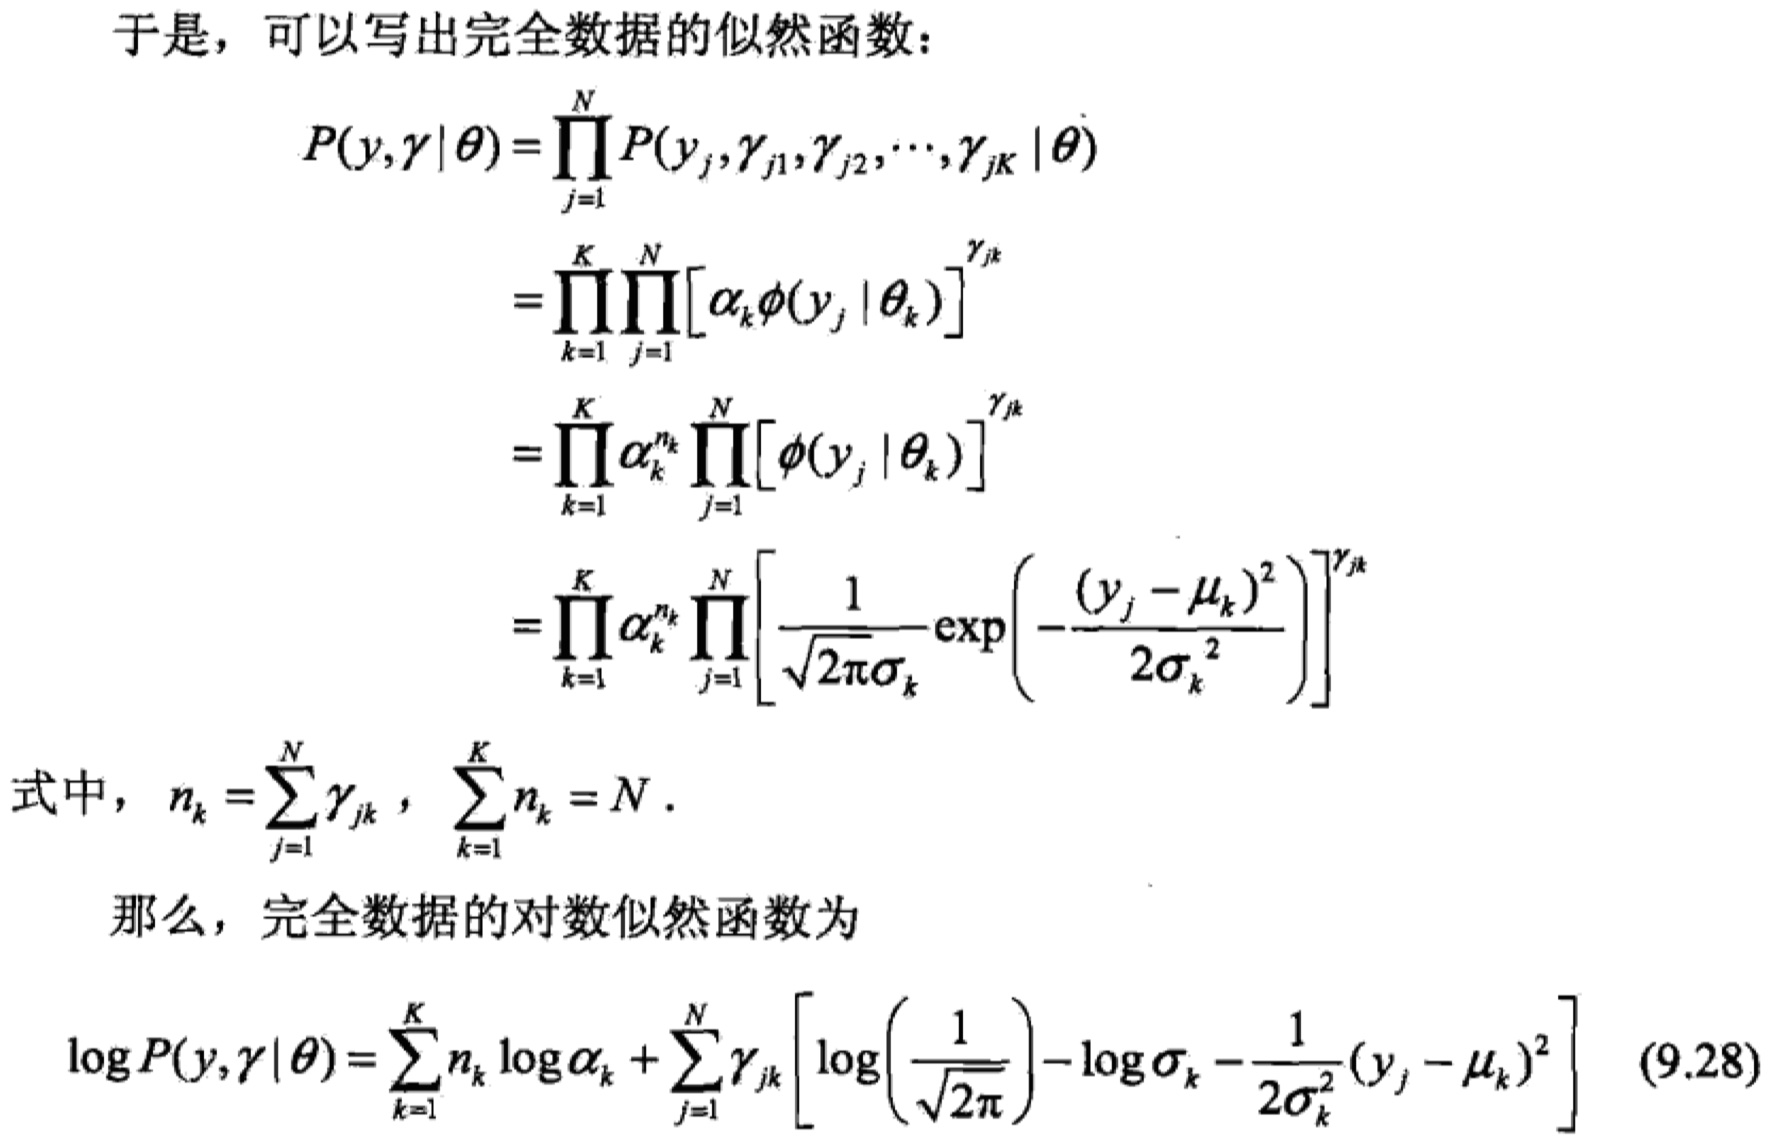 于是，可以写出完全数据的似然函数：
$P(y,\gamma|\theta)=\prod_{j=1}^{N}P(y_j,\gamma_{j1},\gamma_{j2},\cdots,\gamma_{jK}|\theta)$
$=\prod_{k=1}^{K}\prod_{j=1}^{N}\left[\alpha_k\phi(y_j|\theta_k)\right]^{\gamma_{jk}}$
$=\prod_{k=1}^{K}\alpha_k^{n_k}\prod_{j=1}^{N}\left[\phi(y_j|\theta_k)\right]^{\gamma_{jk}}$
$=\prod_{k=1}^{K}\alpha_k^{n_k}\prod_{j=1}^{N}\left[\frac{1}{\sqrt{2\pi}\sigma_k}\exp\left(-\frac{(y_j-\mu_k)^2}{2\sigma_k^2}\right)\right]^{\gamma_{jk}}$
式中，$n_k=\sum_{j=1}^{N}\gamma_{jk}$，$\sum_{k=1}^{K}n_k=N$．
那么，完全数据的对数似然函数为
$\log P(y,\gamma|\theta)=\sum_{k=1}^{K}n_k\log\alpha_k+\sum_{j=1}^{N}\gamma_{jk}\left[\log\left(\frac{1}{\sqrt{2\pi}}\right)-\log\sigma_k-\frac{1}{2\sigma_k^2}(y_j-\mu_k)^2\right]$ (9.28)